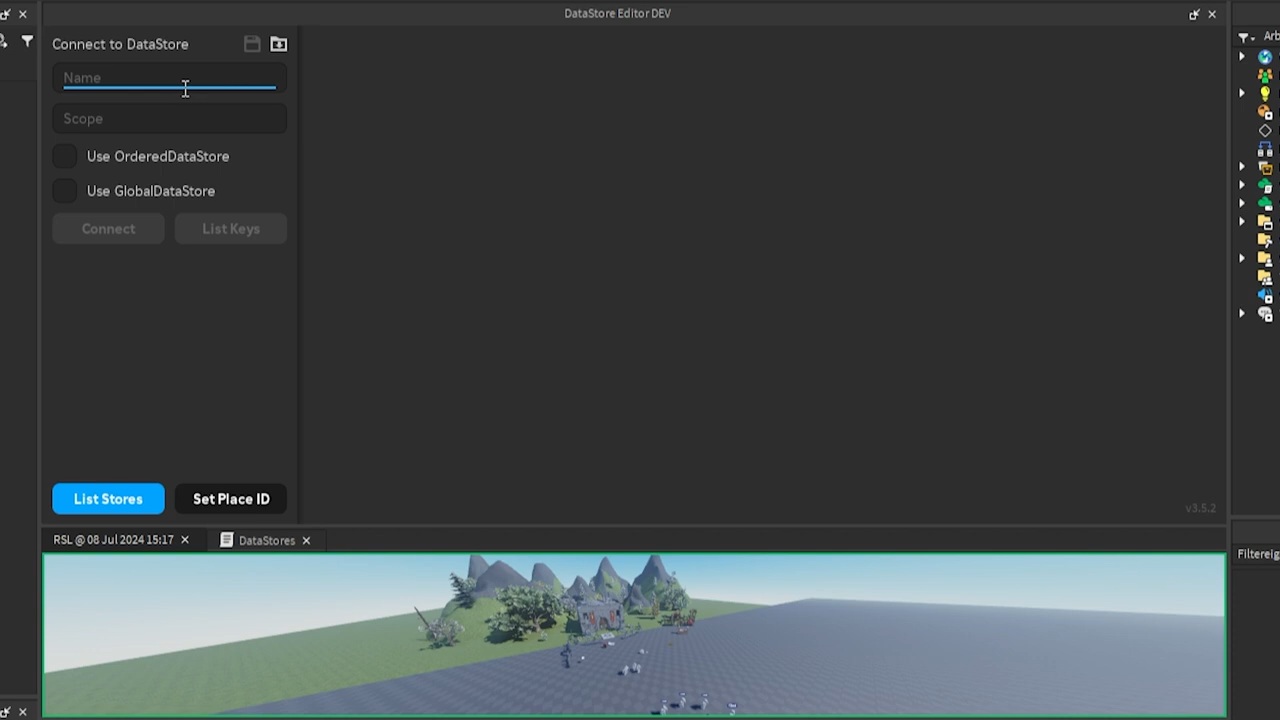 DataStore Editor DEV
Connect to DataStore
Name
Scope
Use OrderedDataStore
Use GlobalDataStore
Connect
List Keys
List Stores
Set Place ID
v3.5.2
RSL @ 08 Jul 2024 15:17
DataStores
Arb
Filtereig